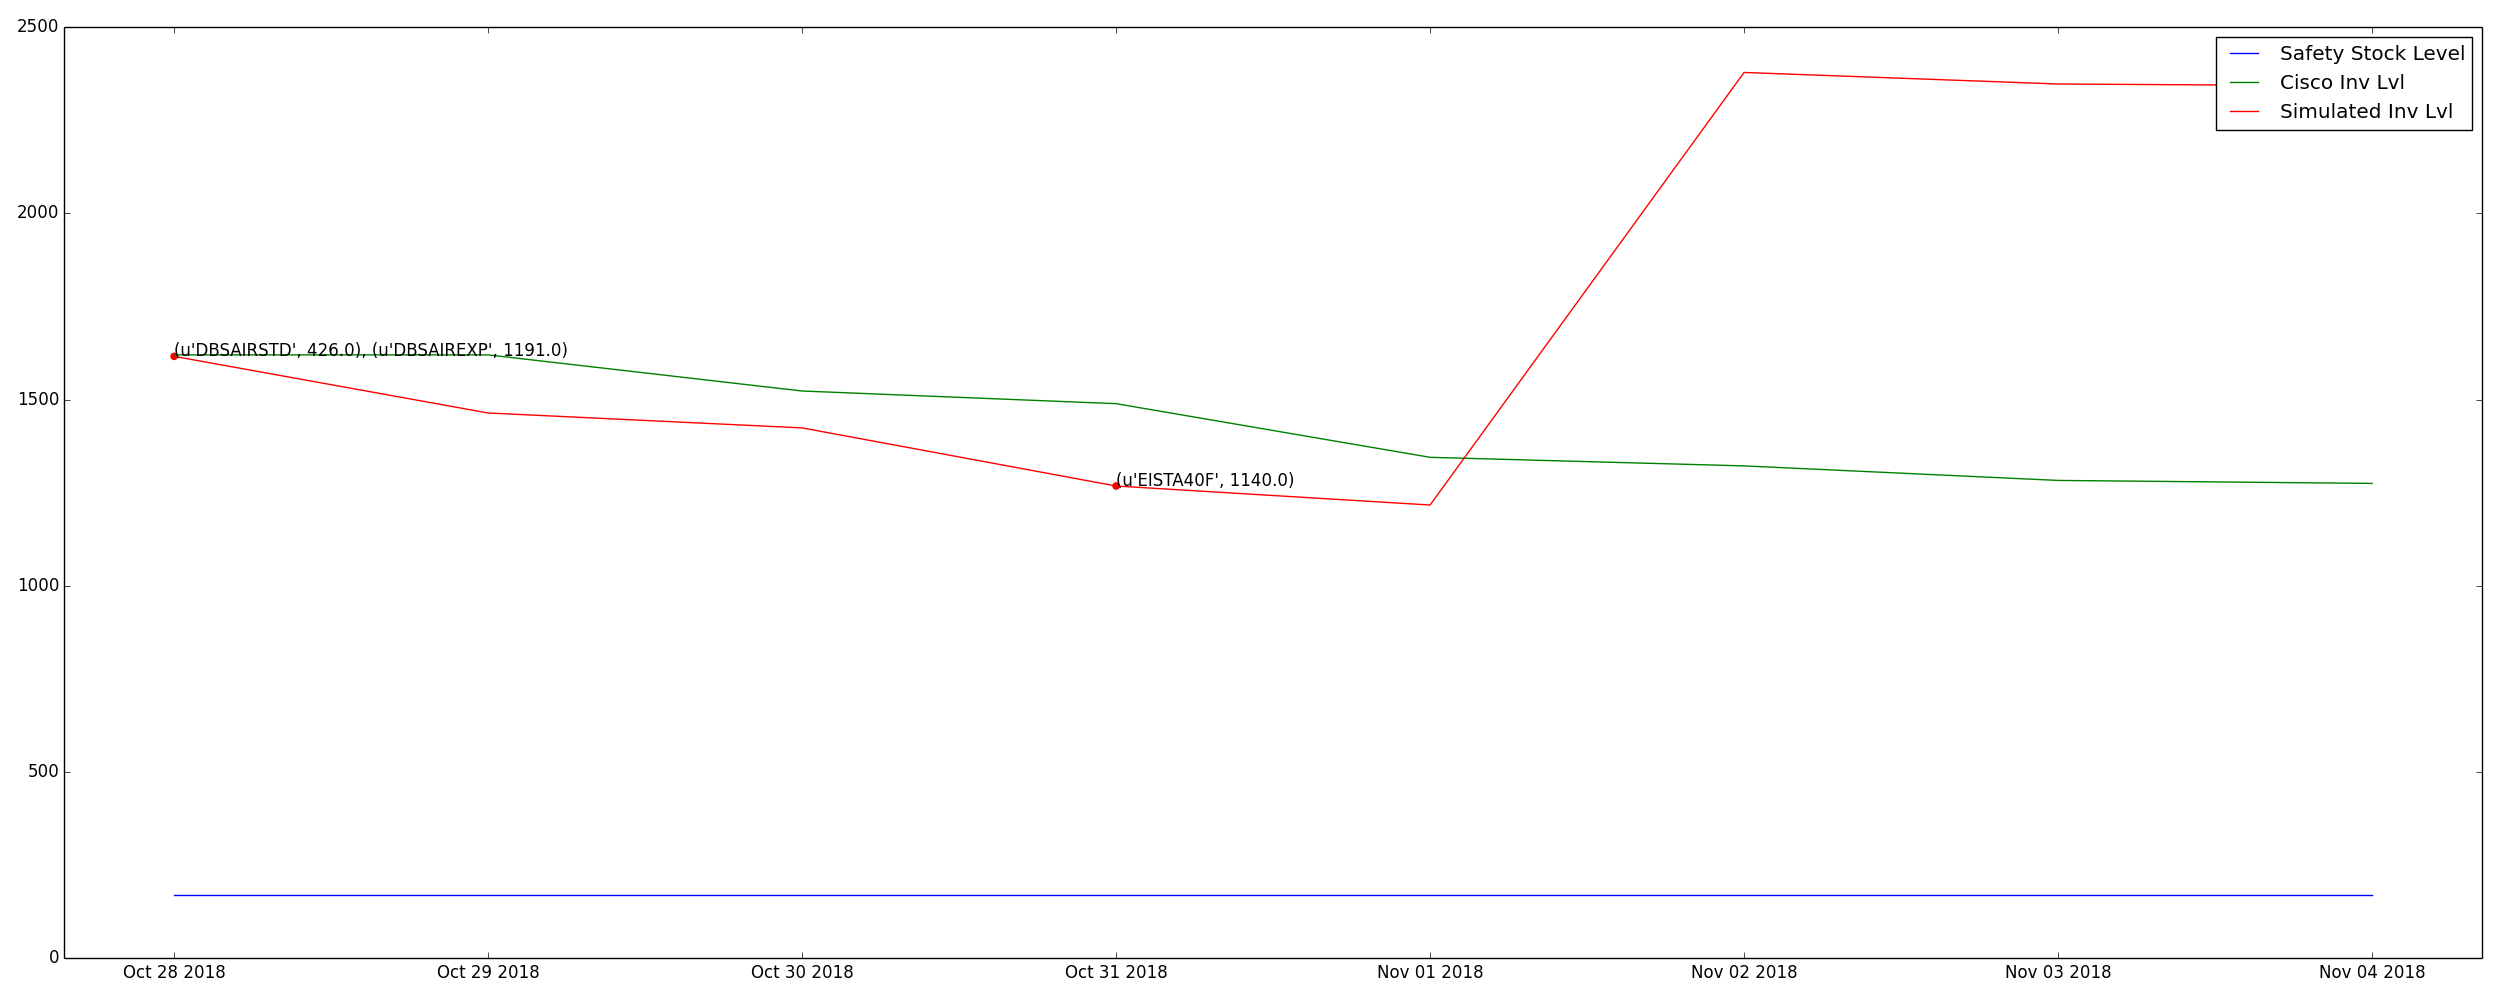 2500
Safety Stock Level
Cisco Inv Lvl
Simulated Inv Lvl
2000
(u'DBSAIRSTD', 426.0), (u'DBSAIREXP', 1191.0)
1500
(u'EISTA40F', 1140.0)
1000
500
0
Oct 28 2018 Oct 29 2018 Oct 30 2018 Oct 31 2018 Nov 01 2018 Nov 02 2018 Nov 03 2018 Nov 04 2018